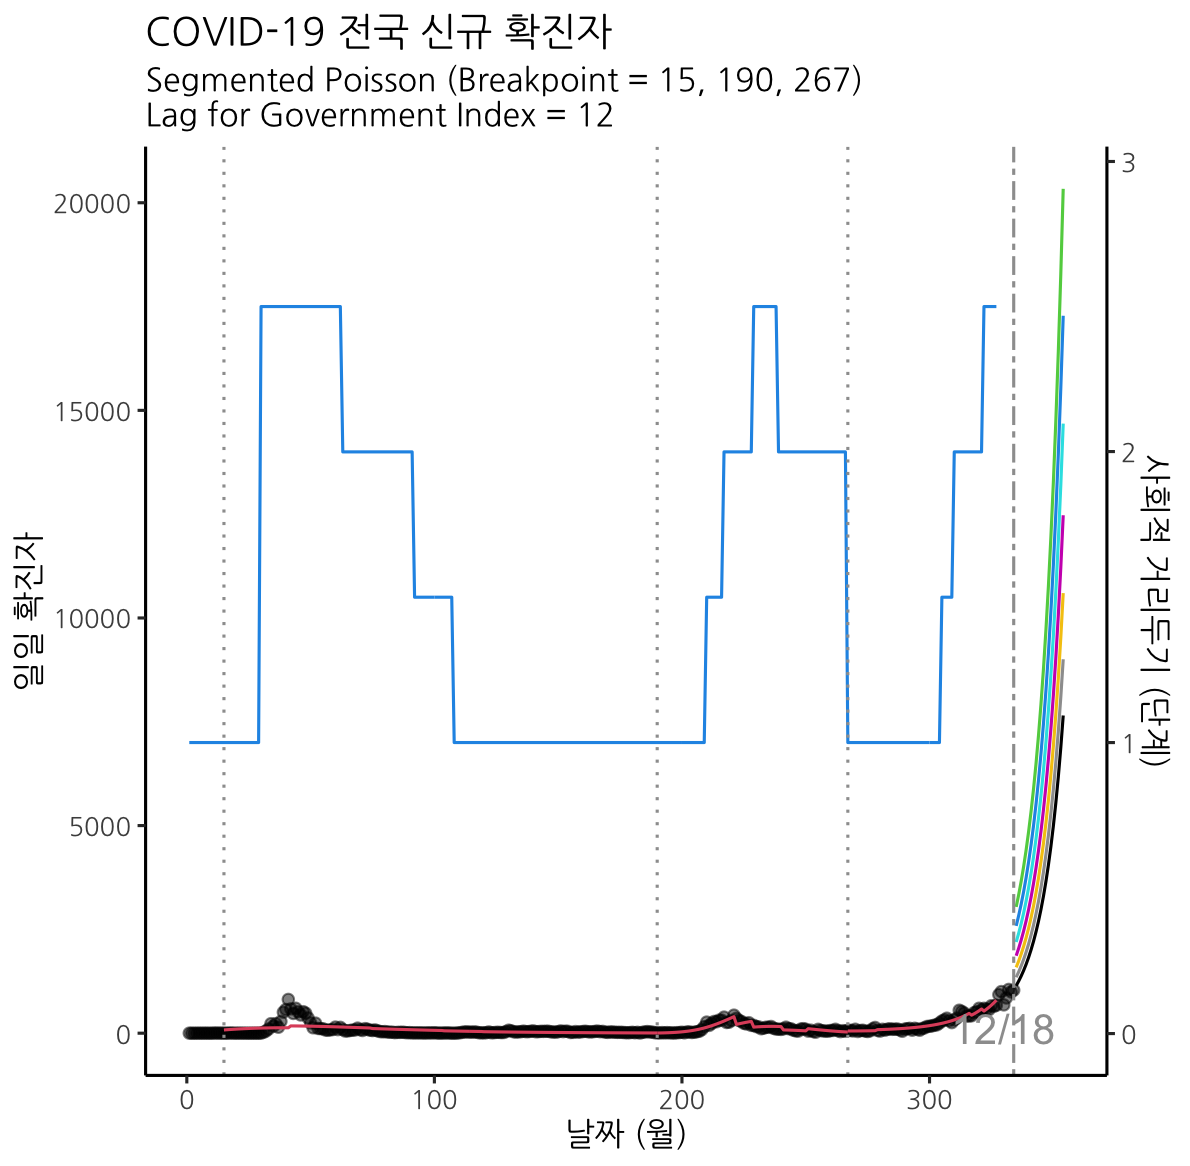 COVID-19 전국 신규 확진자
Segmented Poisson (Breakpoint = 15, 190, 267)
Lag for Government Index = 12
일일 확진자
20000
15000
10000
5000
0
3
2
1
0
사회적 거리두기 (단계)
12/18
0
100
200
300
날짜 (월)